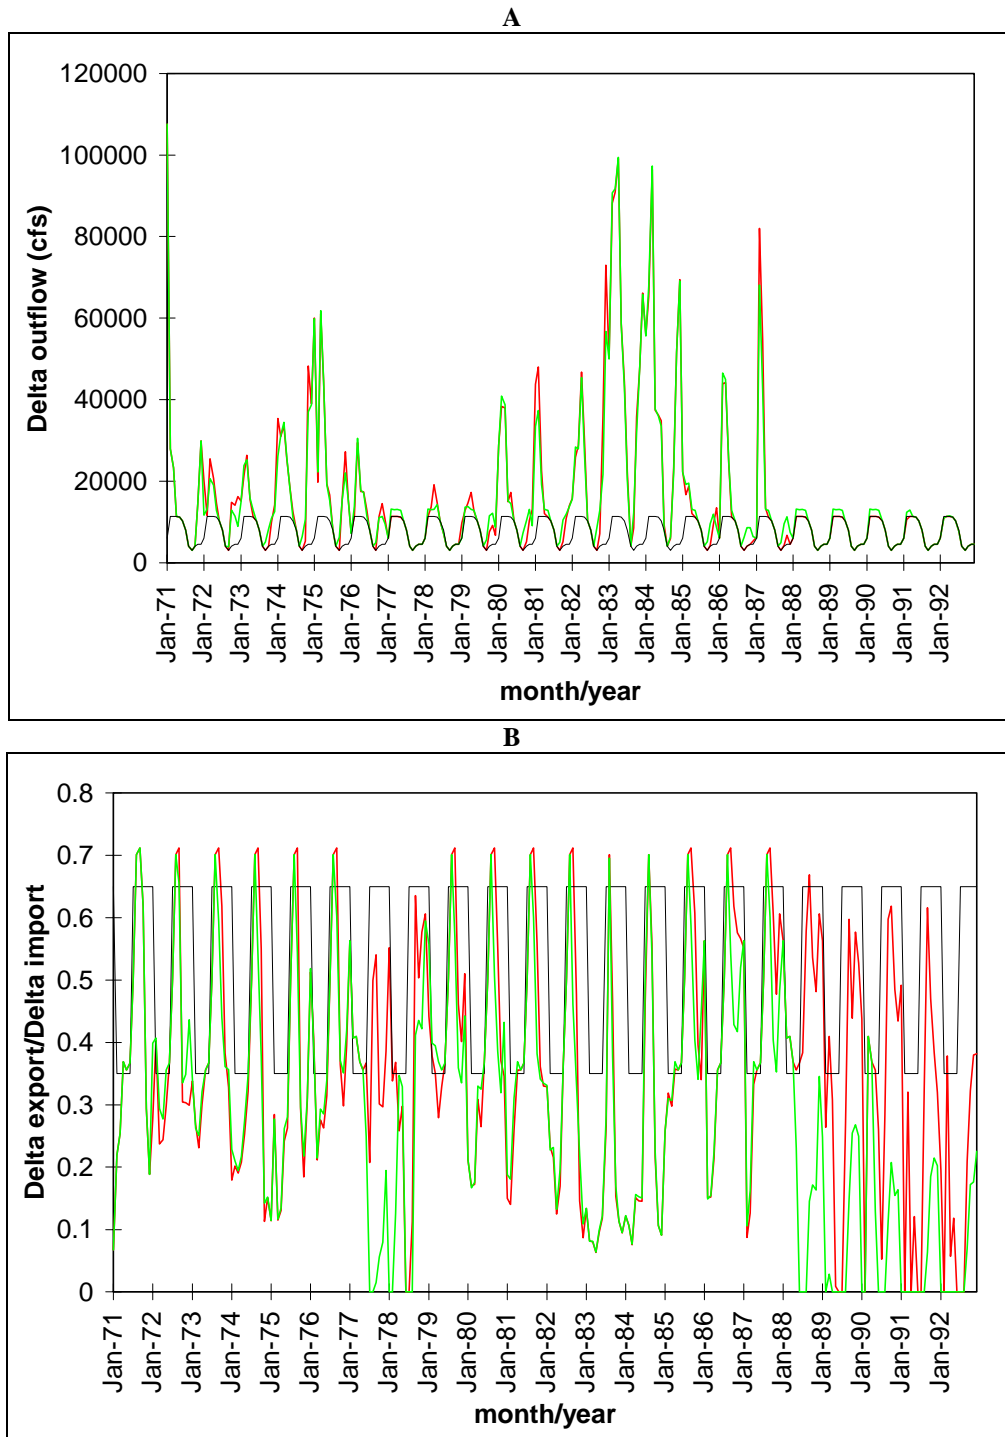 A
Delta outflow (cfs)
120000
100000
80000
60000
40000
20000
0
Jan-71
Jan-72
Jan-73
Jan-74
Jan-75
Jan-76
Jan-77
Jan-78
Jan-79
Jan-80
Jan-81
Jan-82
Jan-83
Jan-84
Jan-85
Jan-86
Jan-87
Jan-88
Jan-89
Jan-90
Jan-91
Jan-92
month/year
B
Delta export/Delta import
0.8
0.7
0.6
0.5
0.4
0.3
0.2
0.1
0
Jan-71
Jan-72
Jan-73
Jan-74
Jan-75
Jan-76
Jan-77
Jan-78
Jan-79
Jan-80
Jan-81
Jan-82
Jan-83
Jan-84
Jan-85
Jan-86
Jan-87
Jan-88
Jan-89
Jan-90
Jan-91
Jan-92
month/year